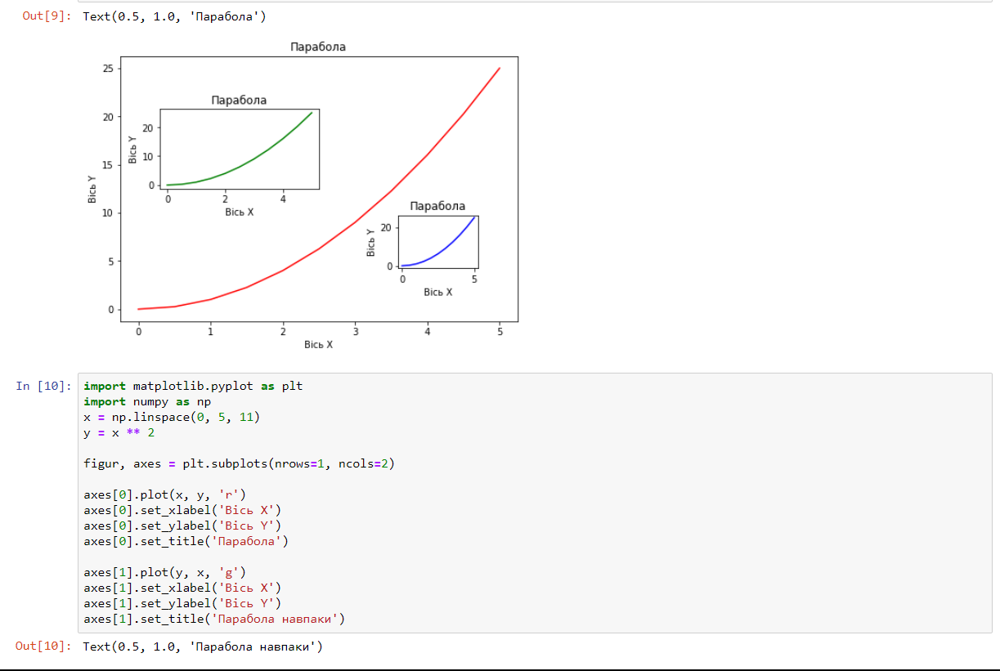 Out[9]: Text(0.5, 1.0, 'Парабола')
Парабола
25
20
15
10
5
0
Вісь Y
Парабола
20
10
0
Вісь Y
0 2 4
Вісь X
Парабола
20
0
Вісь Y
0 5
Вісь X
0 1 2 3 4 5
Вісь X
In [10]: import matplotlib.pyplot as plt
import numpy as np
x = np.linspace(0, 5, 11)
y = x ** 2
figur, axes = plt.subplots(nrows=1, ncols=2)
axes[0].plot(x, y, 'r')
axes[0].set_xlabel('Вісь X')
axes[0].set_ylabel('Вісь Y')
axes[0].set_title('Парабола')
axes[1].plot(y, x, 'g')
axes[1].set_xlabel('Вісь X')
axes[1].set_ylabel('Вісь Y')
axes[1].set_title('Парабола навпаки')
Out[10]: Text(0.5, 1.0, 'Парабола навпаки')